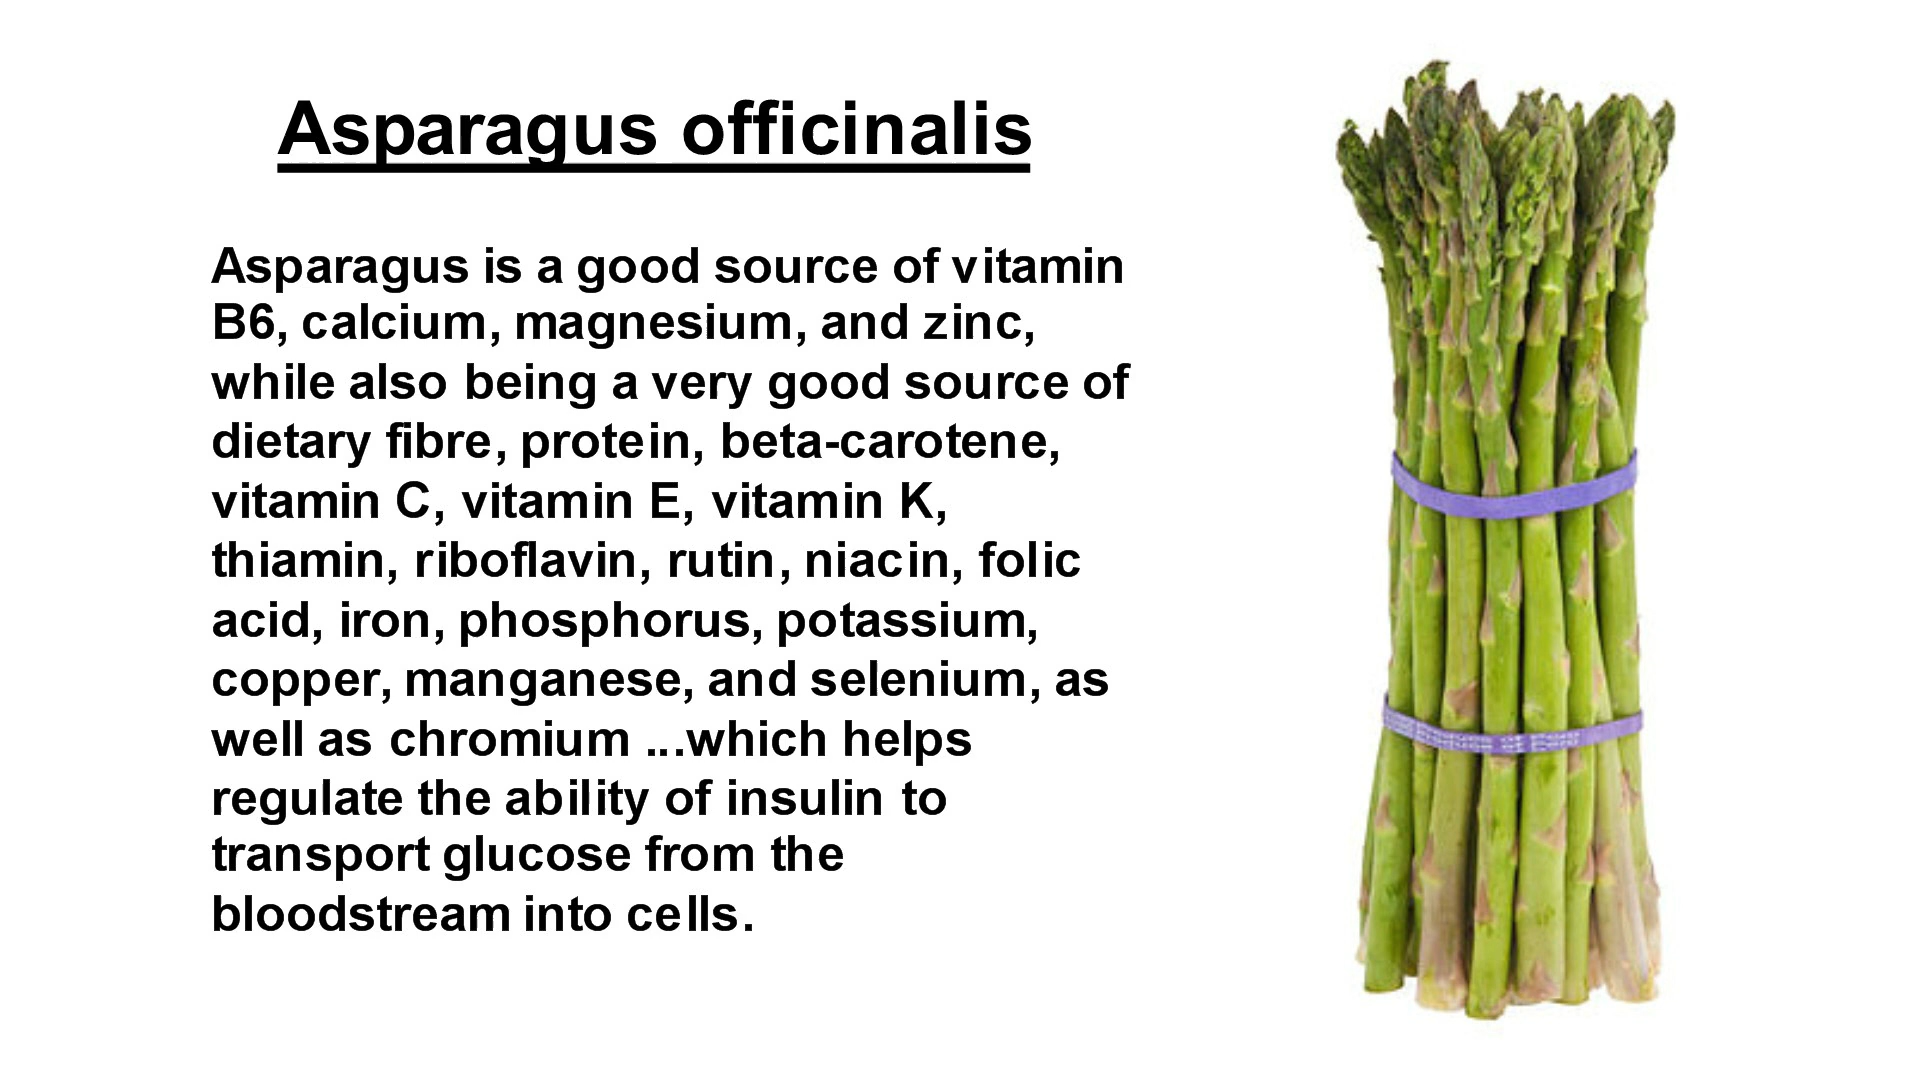 Asparagus officinalis
Asparagus is a good source of vitamin
B6, calcium, magnesium, and zinc,
while also being a very good source of
dietary fibre, protein, beta-carotene,
vitamin C, vitamin E, vitamin K,
thiamin, riboflavin, rutin, niacin, folic
acid, iron, phosphorus, potassium,
copper, manganese, and selenium, as
well as chromium ...which helps
regulate the ability of insulin to
transport glucose from the
bloodstream into cells.